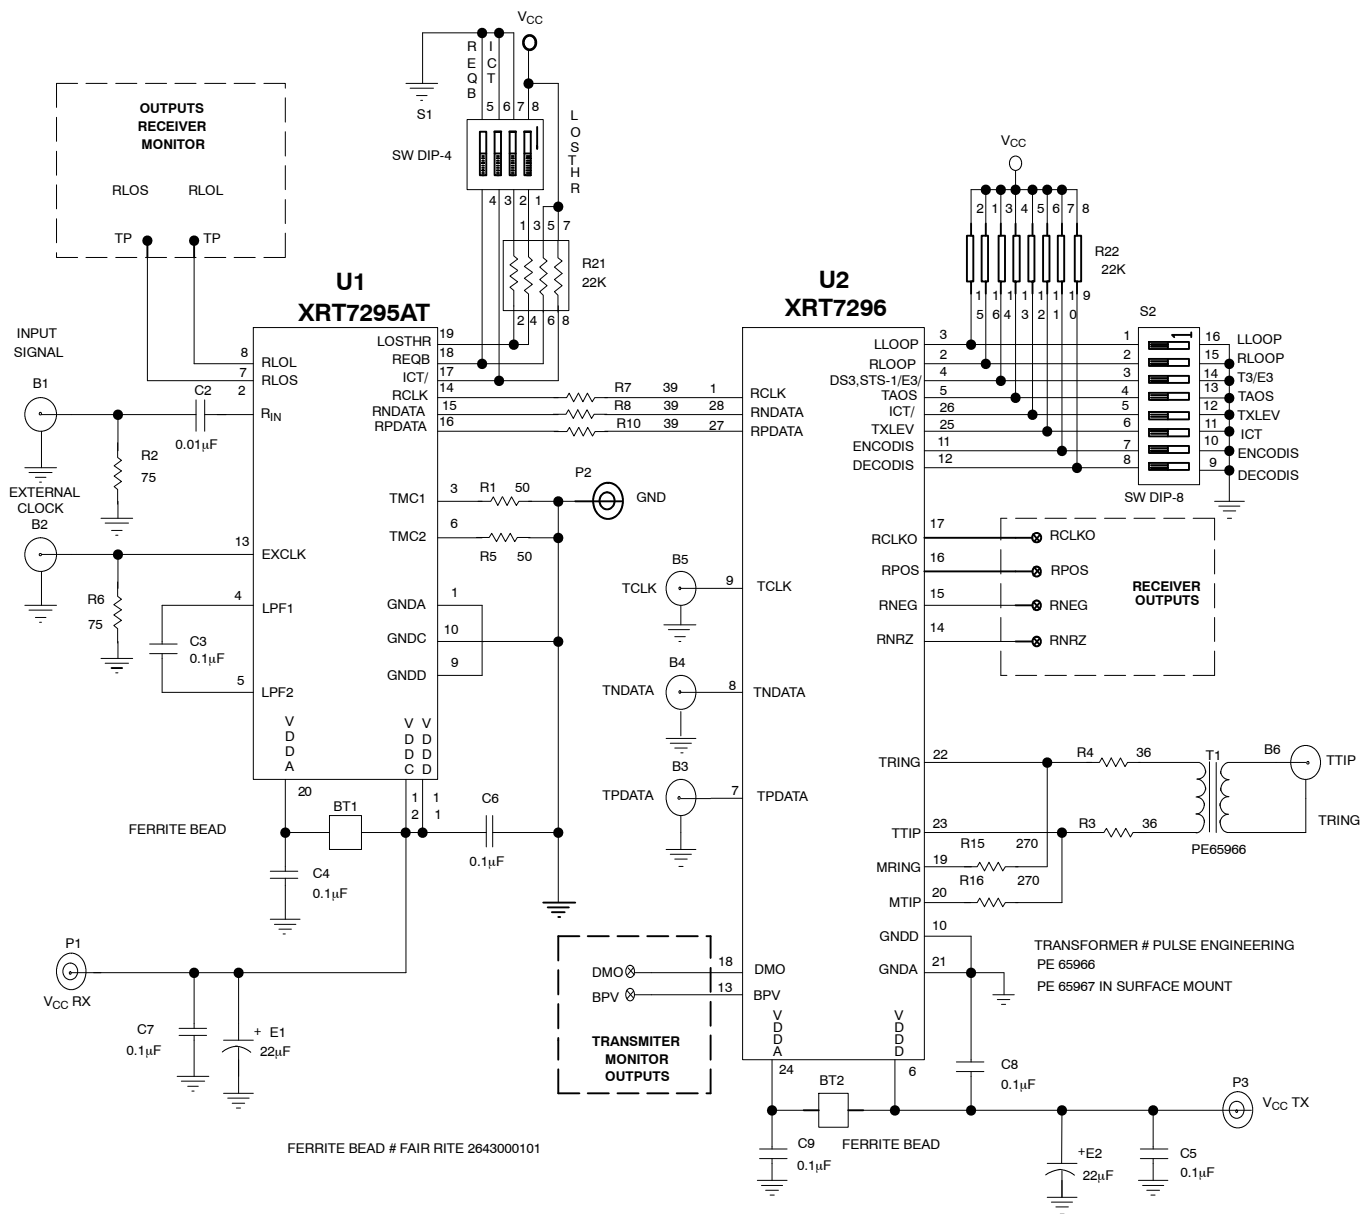 VCC
R
E
Q
B
I
C
T
S1
5 6 7 8
L
O
S
T
H
R
SW DIP-4
4 3 2 1
1 3 5 7
R21
22K
2 4 6 8
OUTPUTS
RECEIVER
MONITOR
RLOS RLOL
TP TP
U1
XRT7295AT
INPUT
SIGNAL
B1
C2
0.01µF
R2
75
EXTERNAL
CLOCK
B2
R6
75
C3
0.1µF
8 RLOL
7 RLOS
2 RIN
13 EXCLK
4 LPF1
5 LPF2
LOSTHR 19
REQB 18
ICT/ 17
RCLK 14
RNDATA 15
RPDATA 16
TMC1 3
TMC2 6
GNDA 1
GNDC 10
GNDD 9
V
D
D
A
V
D
D
C
V
D
D
D
20
1
2
1
1
R7 39 1
R8 39 28
R10 39 27
R1 50
R5 50
P2
GND
BT1
FERRITE BEAD
C6
0.1µF
C4
0.1µF
P1
VCC RX
C7
0.1µF
+ E1
22µF
FERRITE BEAD # FAIR RITE 2643000101
U2
XRT7296
VCC
2 1 3 4 5 6 7 8
R22
22K
1
5
1
6
1
4
1
3
1
2
1
1
1
0
9
S2
RCLK
RNDATA
RPDATA
LLOOP 3 1 16 LLOOP
RLOOP 2 2 15 RLOOP
DS3,STS-1/E3/ 4 3 14 T3/E3
TAOS 5 4 13 TAOS
ICT/ 26 5 12 TXLEV
TXLEV 25 6 11 ICT
ENCODIS 11 7 10 ENCODIS
DECODIS 12 8 9 DECODIS
SW DIP-8
RCLKO 17 RCLKO
RPOS 16 RPOS
RNEG 15 RNEG
RNRZ 14 RNRZ
RECEIVER
OUTPUTS
B5
TCLK 9 TCLK
B4
TNDATA 8 TNDATA
B3
TPDATA 7 TPDATA
TRING 22
TTIP 23
MRING 19
MTIP 20
GNDD 10
GNDA 21
R4 36
R3 36
R15 270
R16 270
T1
PE65966
B6
TTIP
TRING
TRANSFORMER # PULSE ENGINEERING
PE 65966
PE 65967 IN SURFACE MOUNT
DMO 18 DMO
BPV 13 BPV
TRANSMITER
MONITOR
OUTPUTS
V
D
D
A
V
D
D
D
24
6
BT2
FERRITE BEAD
C8
0.1µF
C9
0.1µF
+E2
22µF
C5
0.1µF
P3
VCC TX